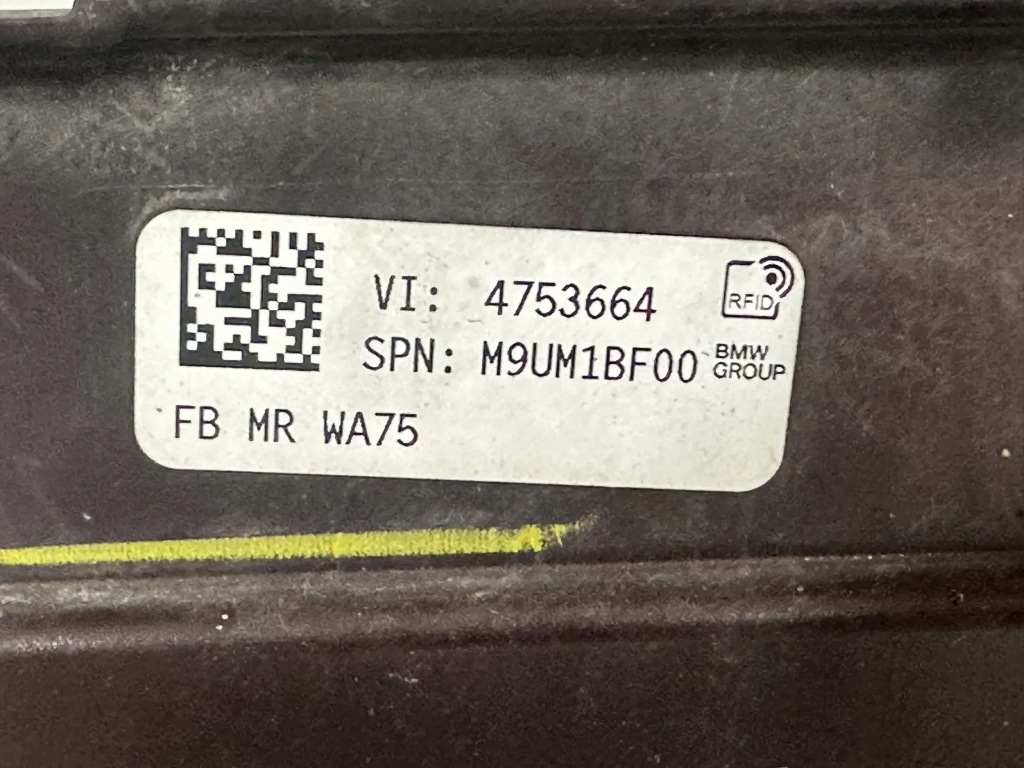 VI: 4753664
RFID
SPN: M9UM1BF00
BMW
GROUP
FB MR WA75